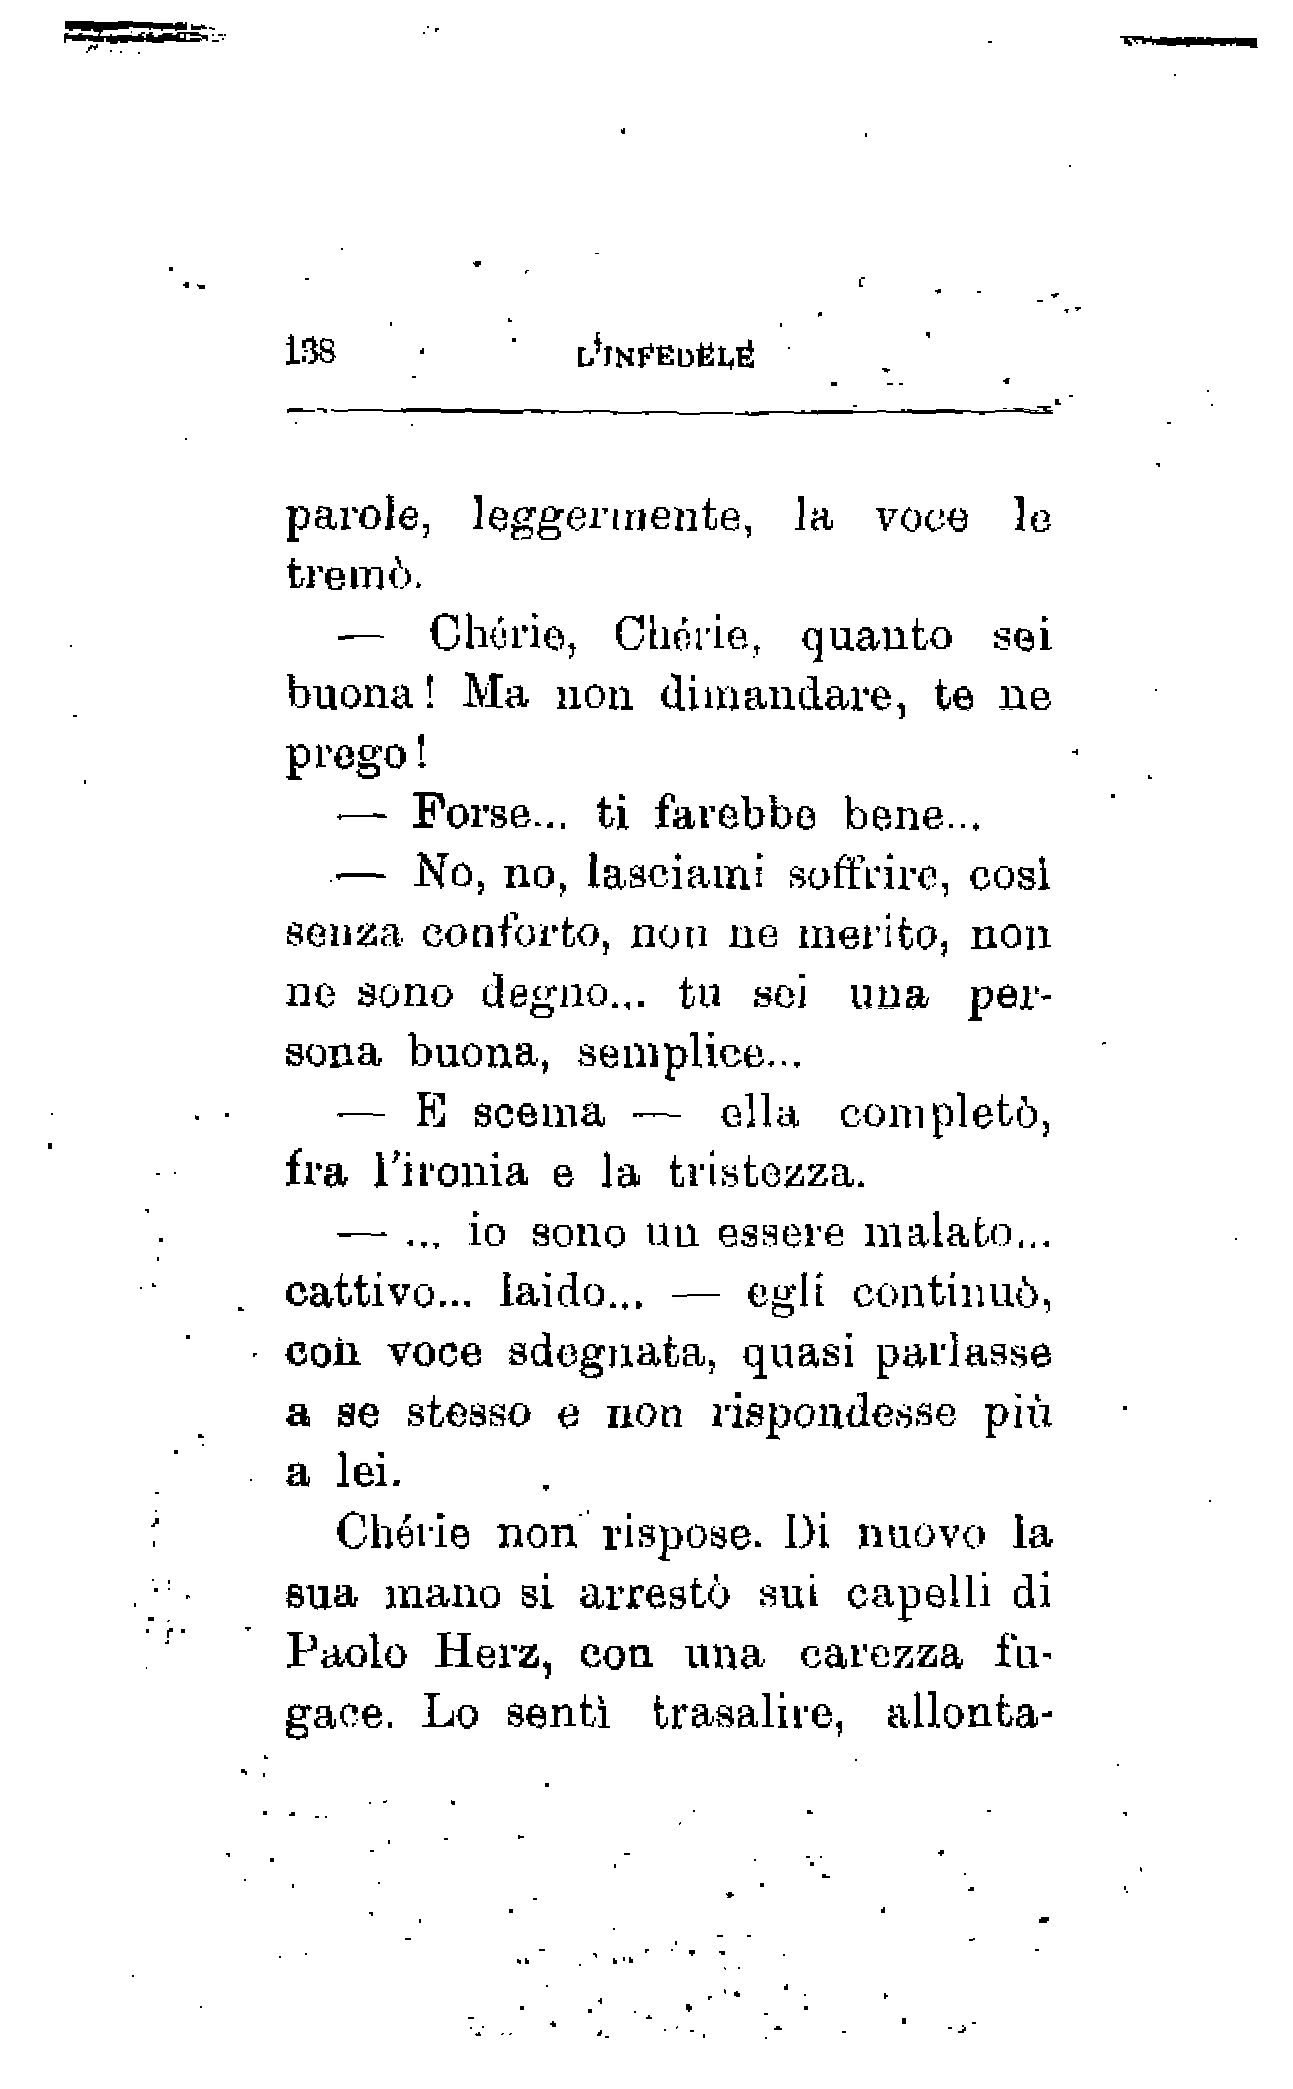 138 L'INFEDELE
parole, leggermente, la voce le
tremò.
— Chérie, Chérie, quanto sei
buona! Ma non dimandare, te ne
prego!
— Forse... ti farebbe bene...
— No, no, lasciami soffrire, così
senza conforto, non ne merito, non
ne sono degno... tu sei una per-
sona buona, semplice...
— E scema — ella completò,
fra l'ironia e la tristezza.
— ... io sono un essere malato...
cattivo... laido... — egli continuò,
con voce sdegnata, quasi parlasse
a se stesso e non rispondesse più
a lei.
Chérie non rispose. Di nuovo la
sua mano si arrestò sui capelli di
Paolo Herz, con una carezza fu-
gace. Lo sentì trasalire, allonta-